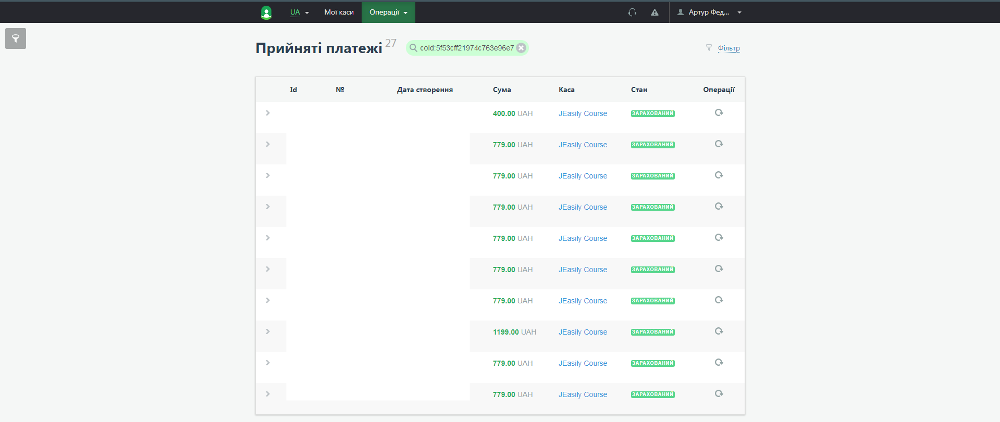 UA Мої каси Операції Артур Фед...
Прийняті платежі 27 coId:5f53cff21974c763e96e7 Фільтр
Id № Дата створення Сума Каса Стан Операції
400.00 UAH JEasily Course ЗАРАХОВАНИЙ
779.00 UAH JEasily Course ЗАРАХОВАНИЙ
779.00 UAH JEasily Course ЗАРАХОВАНИЙ
779.00 UAH JEasily Course ЗАРАХОВАНИЙ
779.00 UAH JEasily Course ЗАРАХОВАНИЙ
779.00 UAH JEasily Course ЗАРАХОВАНИЙ
779.00 UAH JEasily Course ЗАРАХОВАНИЙ
1199.00 UAH JEasily Course ЗАРАХОВАНИЙ
779.00 UAH JEasily Course ЗАРАХОВАНИЙ
779.00 UAH JEasily Course ЗАРАХОВАНИЙ